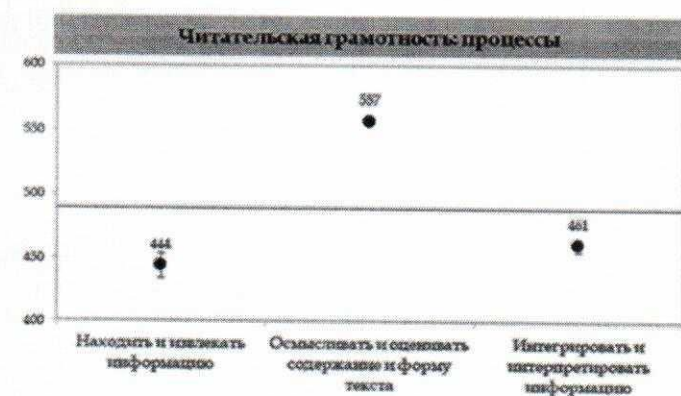 Читательская грамотность: процессы
600
550
500
450
400
557
444
461
Находить и извлекать
информацию
Осмысливать и оценивать
содержание и форму
текста
Интегрировать и
интерпретировать
информацию